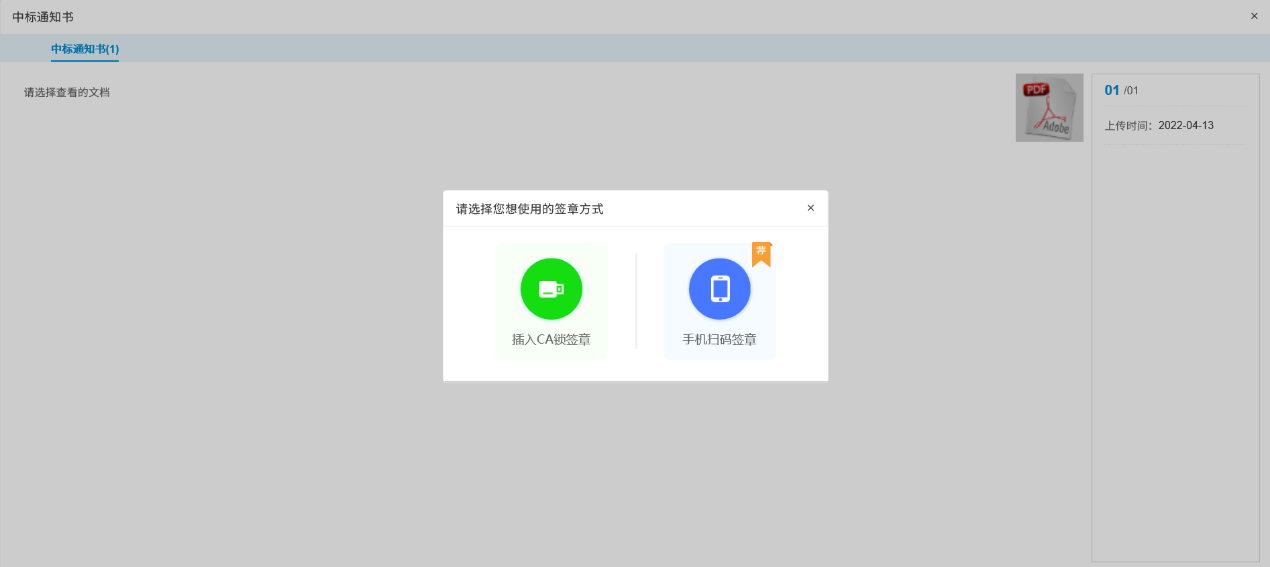 中标通知书
×
中标通知书(1)
请选择查看的文档
PDF
Adobe
01 /01
上传时间：2022-04-13
请选择您想使用的签章方式
×
荐
插入CA锁签章
手机扫码签章